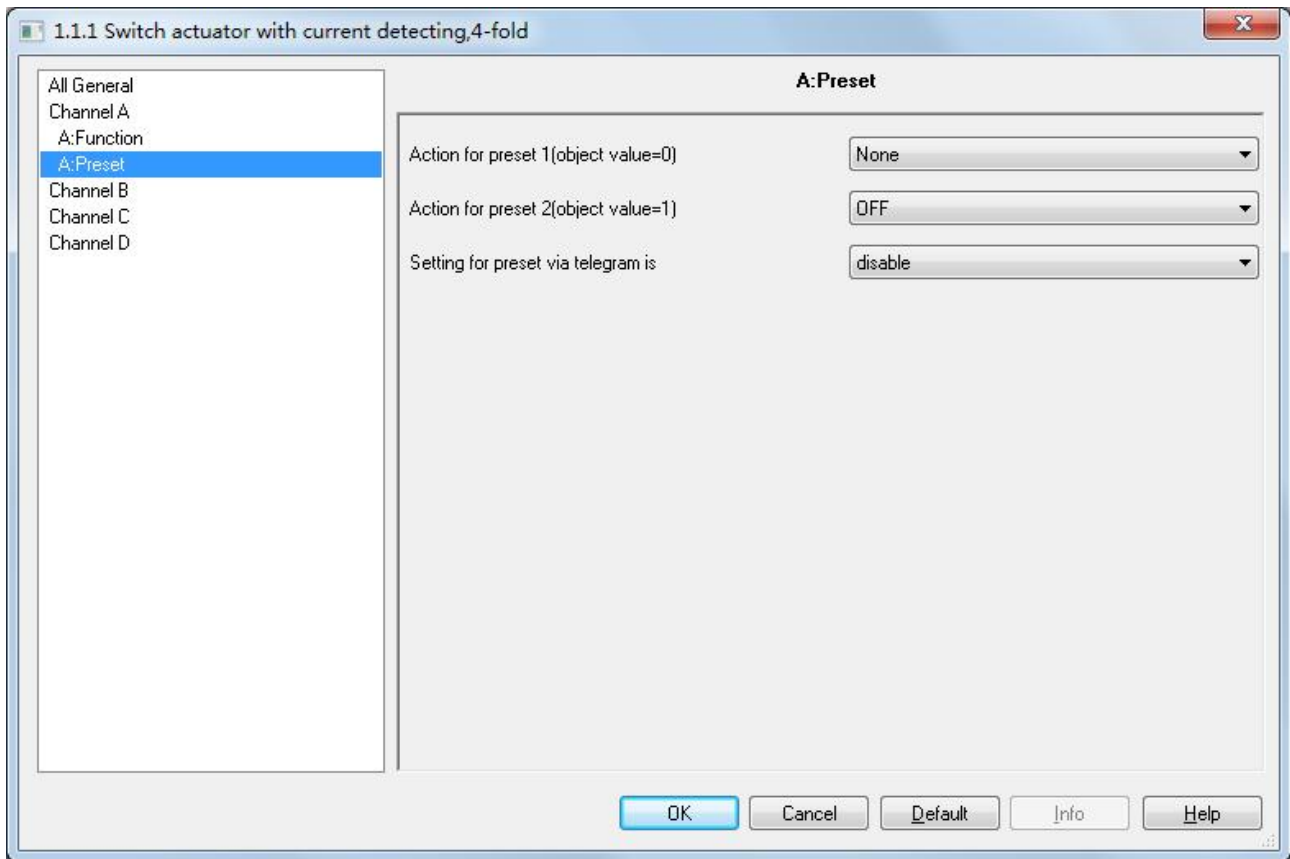 1.1.1 Switch actuator with current detecting,4-fold
All General
Channel A
A:Function
A:Preset
Channel B
Channel C
Channel D
A:Preset
Action for preset 1(object value=0) None
Action for preset 2(object value=1) OFF
Setting for preset via telegram is disable
OK Cancel Default Info Help